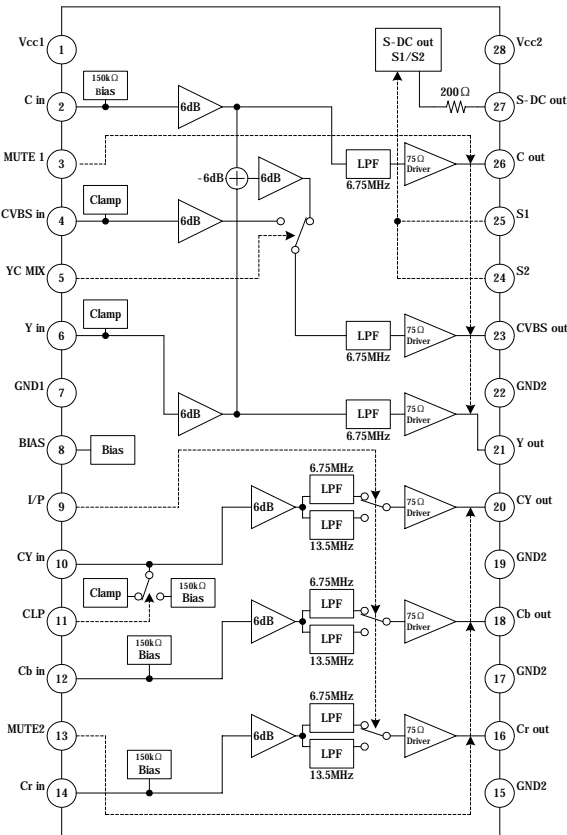 Vcc1
1
S-DC out
S1/S2
28
Vcc2
150kΩ
Bias
200Ω
C in
2
6dB
27
S-DC out
MUTE 1
3
LPF
6.75MHz
75Ω
Driver
26
C out
-6dB
6dB
CVBS in
4
Clamp
6dB
25
S1
YC MIX
5
24
S2
Y in
6
Clamp
LPF
6.75MHz
75Ω
Driver
23
CVBS out
GND1
7
6dB
LPF
6.75MHz
75Ω
Driver
22
GND2
BIAS
8
Bias
21
Y out
I/P
9
6dB
6.75MHz
LPF
LPF
13.5MHz
75Ω
Driver
20
CY out
CY in
10
19
GND2
CLP
11
Clamp
150kΩ
Bias
6dB
6.75MHz
LPF
LPF
13.5MHz
75Ω
Driver
18
Cb out
Cb in
12
150kΩ
Bias
17
GND2
MUTE2
13
6dB
6.75MHz
LPF
LPF
13.5MHz
75Ω
Driver
16
Cr out
Cr in
14
150kΩ
Bias
15
GND2